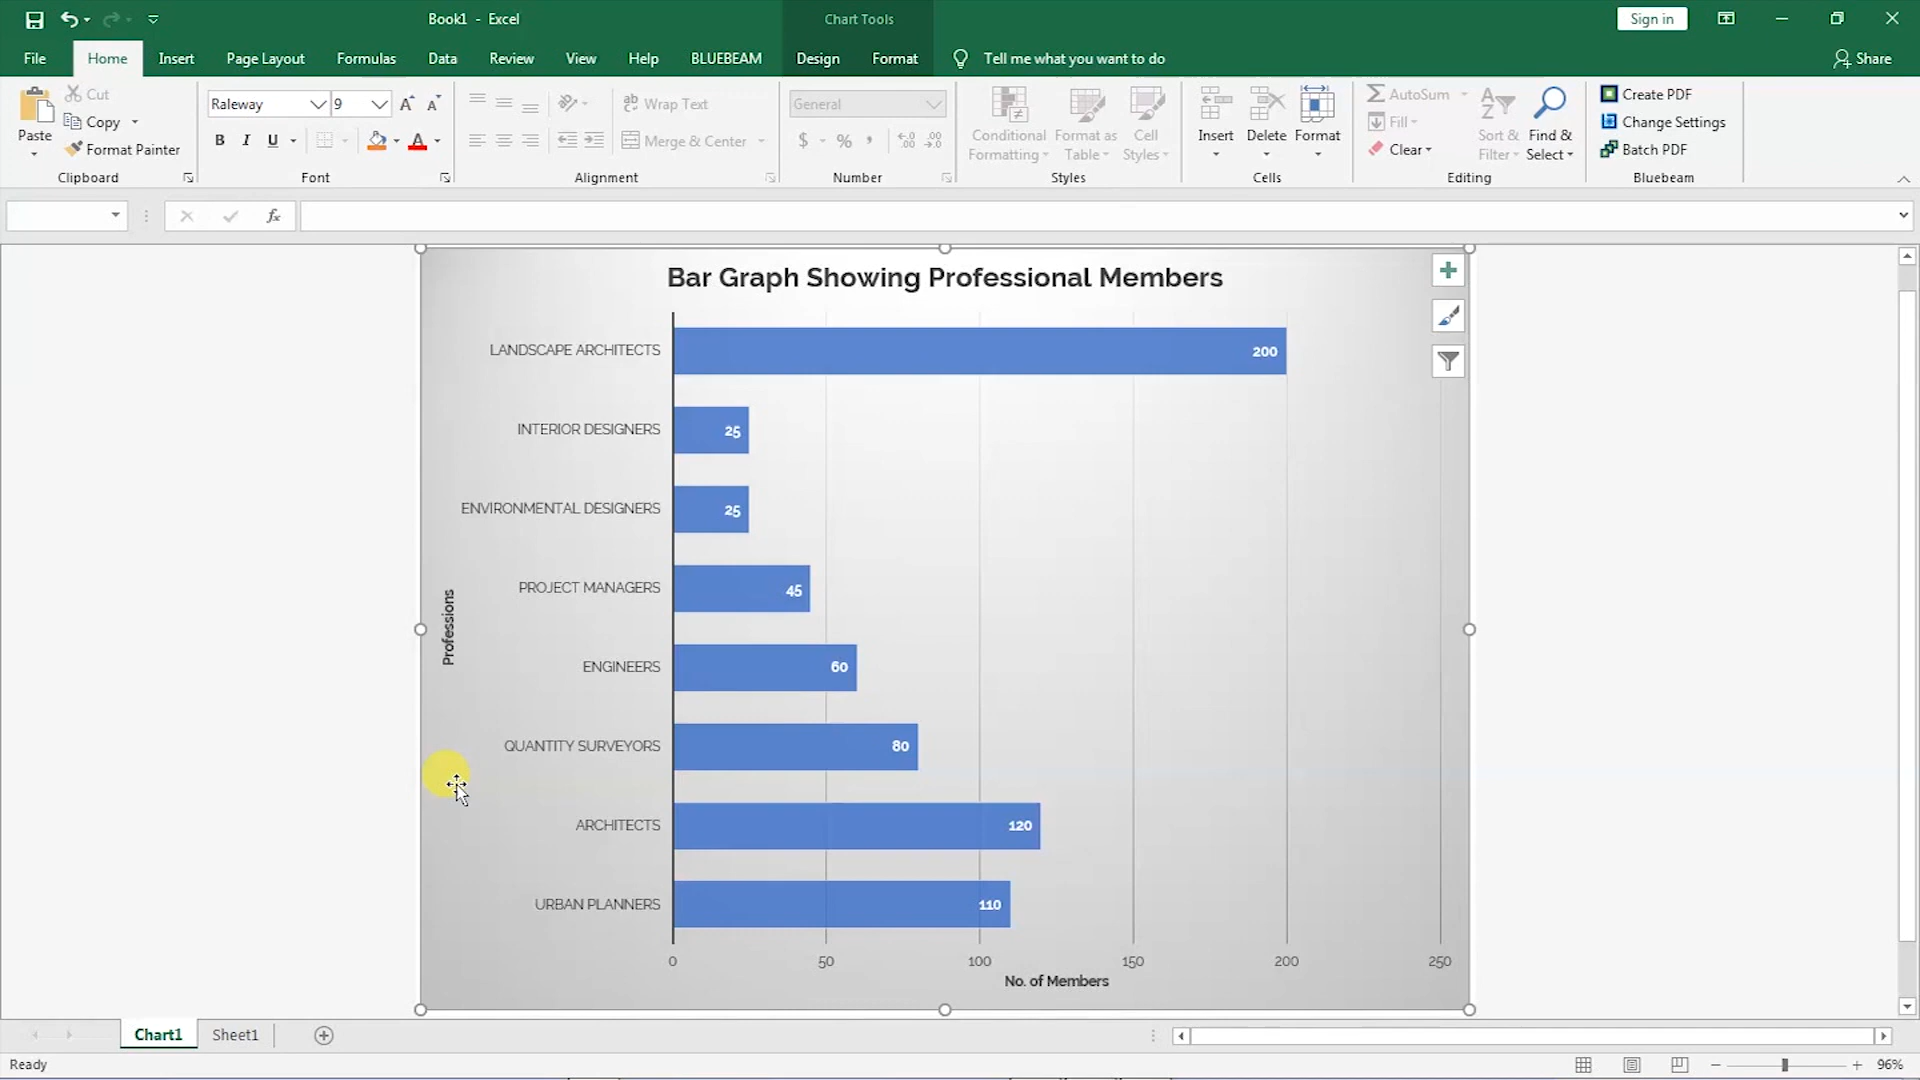 Book1 - Excel
Chart Tools
Sign in
File Home Insert Page Layout Formulas Data Review View Help BLUEBEAM Design Format Tell me what you want to do Share
Paste
Cut
Copy
Format Painter
Clipboard
Raleway 9
B I U
Font
Wrap Text
Merge & Center
Alignment
General
$ % ,
Number
Conditional Formatting
Format as Table
Cell Styles
Styles
Insert Delete Format
Cells
AutoSum
Fill
Clear
Sort & Filter
Find & Select
Editing
Create PDF
Change Settings
Batch PDF
Bluebeam
fx
Bar Graph Showing Professional Members
LANDSCAPE ARCHITECTS 200
INTERIOR DESIGNERS 25
ENVIRONMENTAL DESIGNERS 25
PROJECT MANAGERS 45
Professions
ENGINEERS 60
QUANTITY SURVEYORS 80
ARCHITECTS 120
URBAN PLANNERS 110
0 50 100 150 200 250
No. of Members
Chart1 Sheet1
Ready
96%